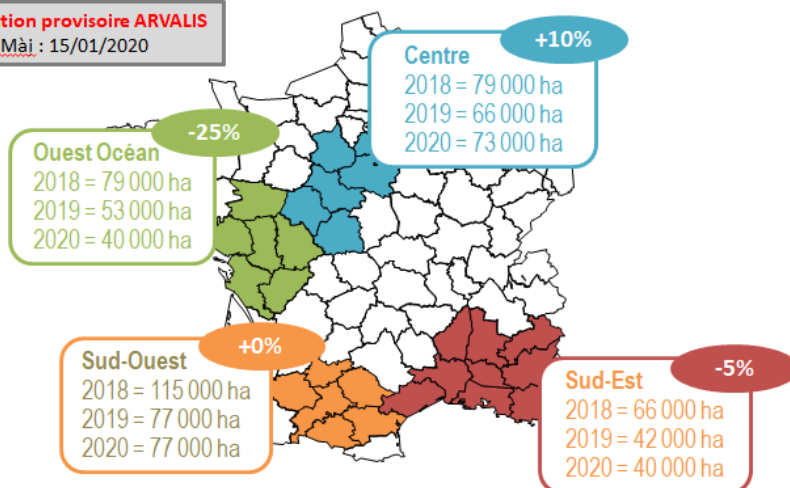 tion provisoire ARVALIS
Màj : 15/01/2020
+10%
Centre
2018 = 79 000 ha
2019 = 66 000 ha
2020 = 73 000 ha
-25%
Ouest Océan
2018 = 79 000 ha
2019 = 53 000 ha
2020 = 40 000 ha
+0%
Sud-Ouest
2018 = 115 000 ha
2019 = 77 000 ha
2020 = 77 000 ha
-5%
Sud-Est
2018 = 66 000 ha
2019 = 42 000 ha
2020 = 40 000 ha